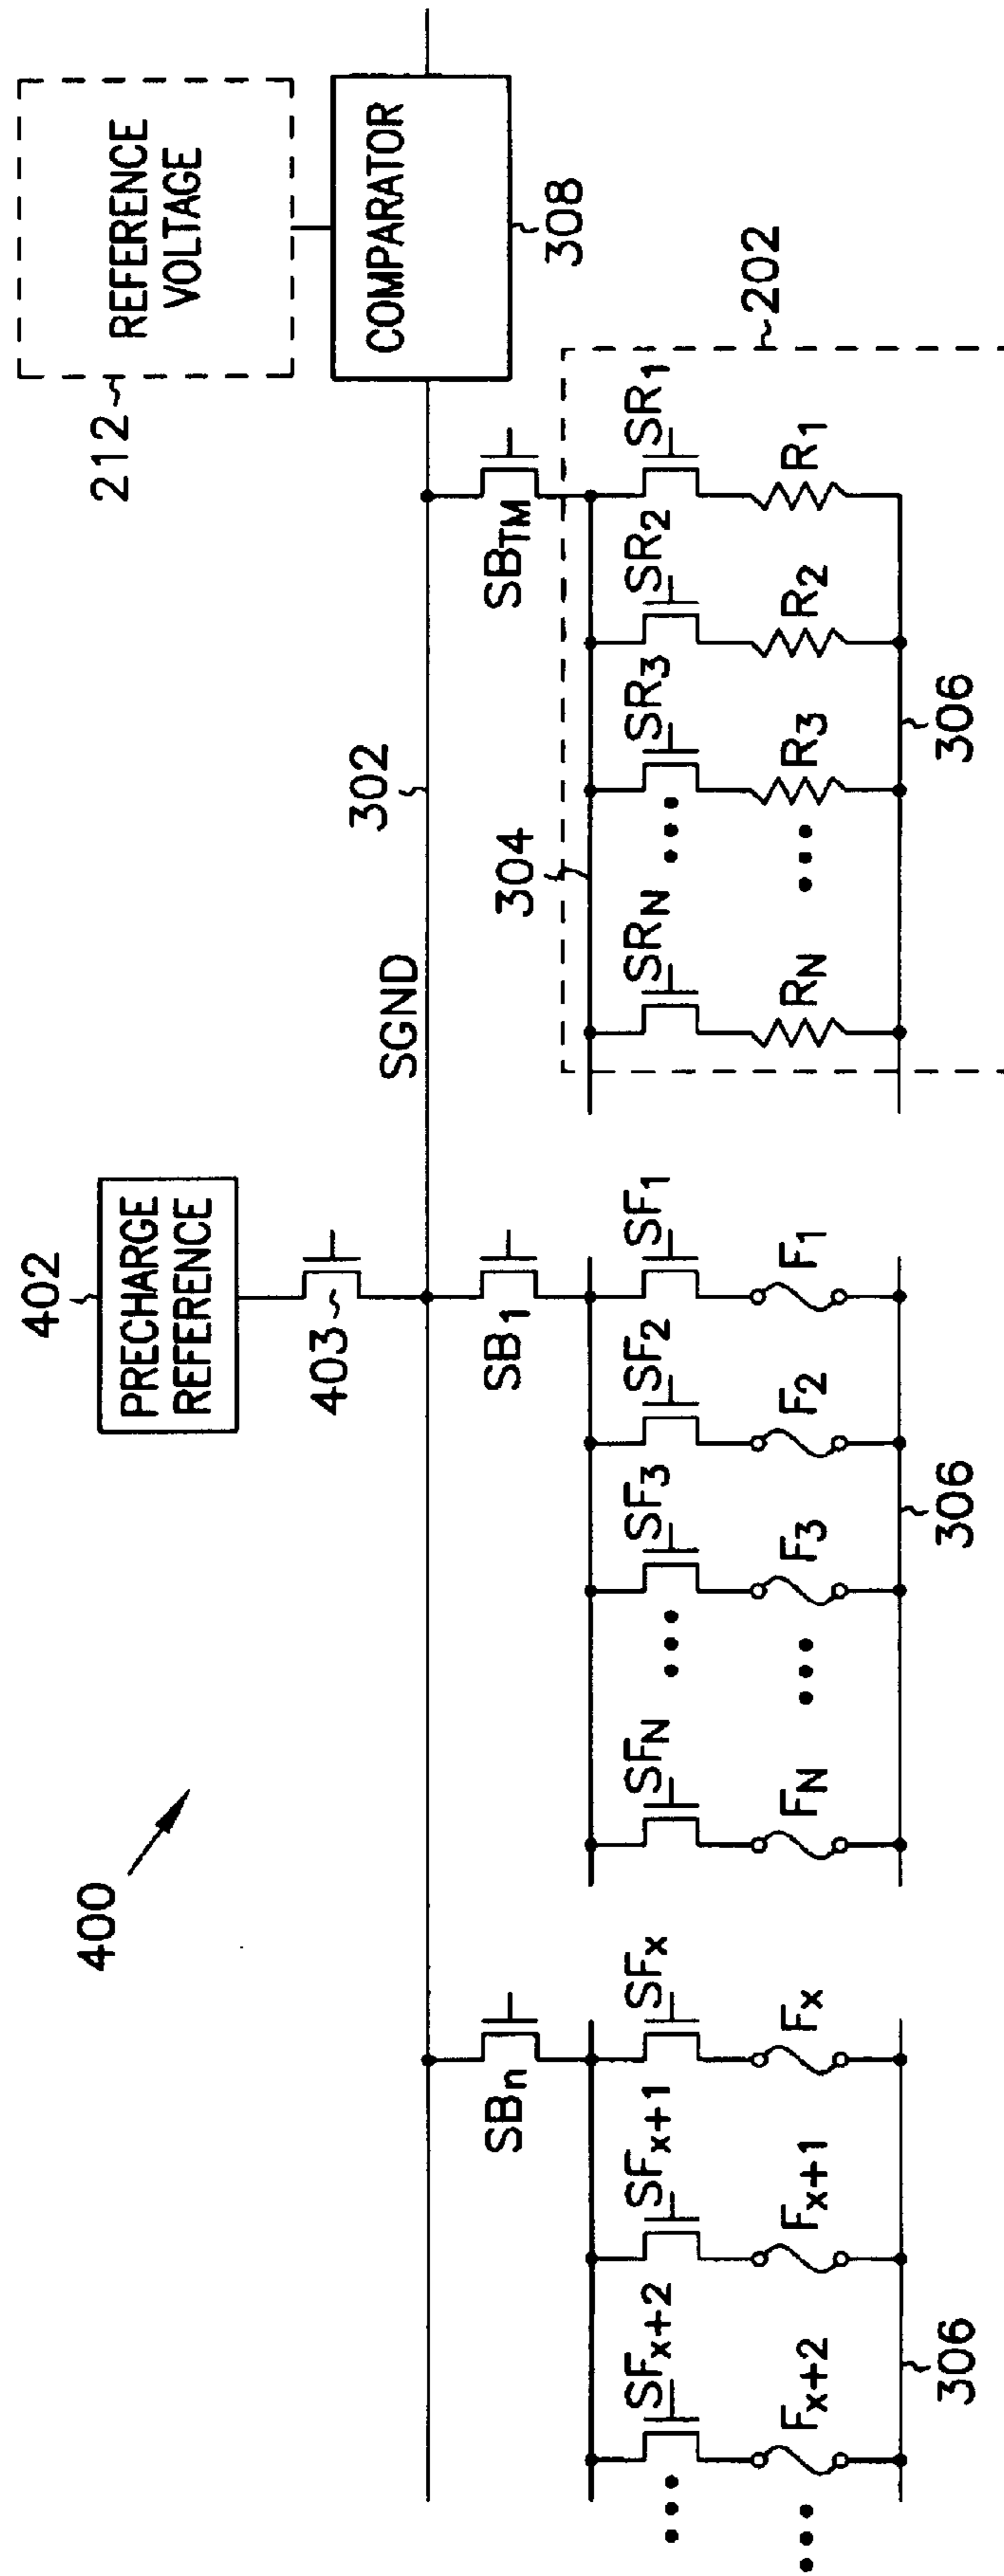 400
402
PRECHARGE
REFERENCE
403
212
REFERENCE
VOLTAGE
COMPARATOR
308
SGND
302
SBn
SB1
SBTM
304
202
SFx+2
SFx+1
SFx
SFN
SF3
SF2
SF1
SRN
SR3
SR2
SR1
Fx+2
Fx+1
Fx
FN
F3
F2
F1
RN
R3
R2
R1
306
306
306